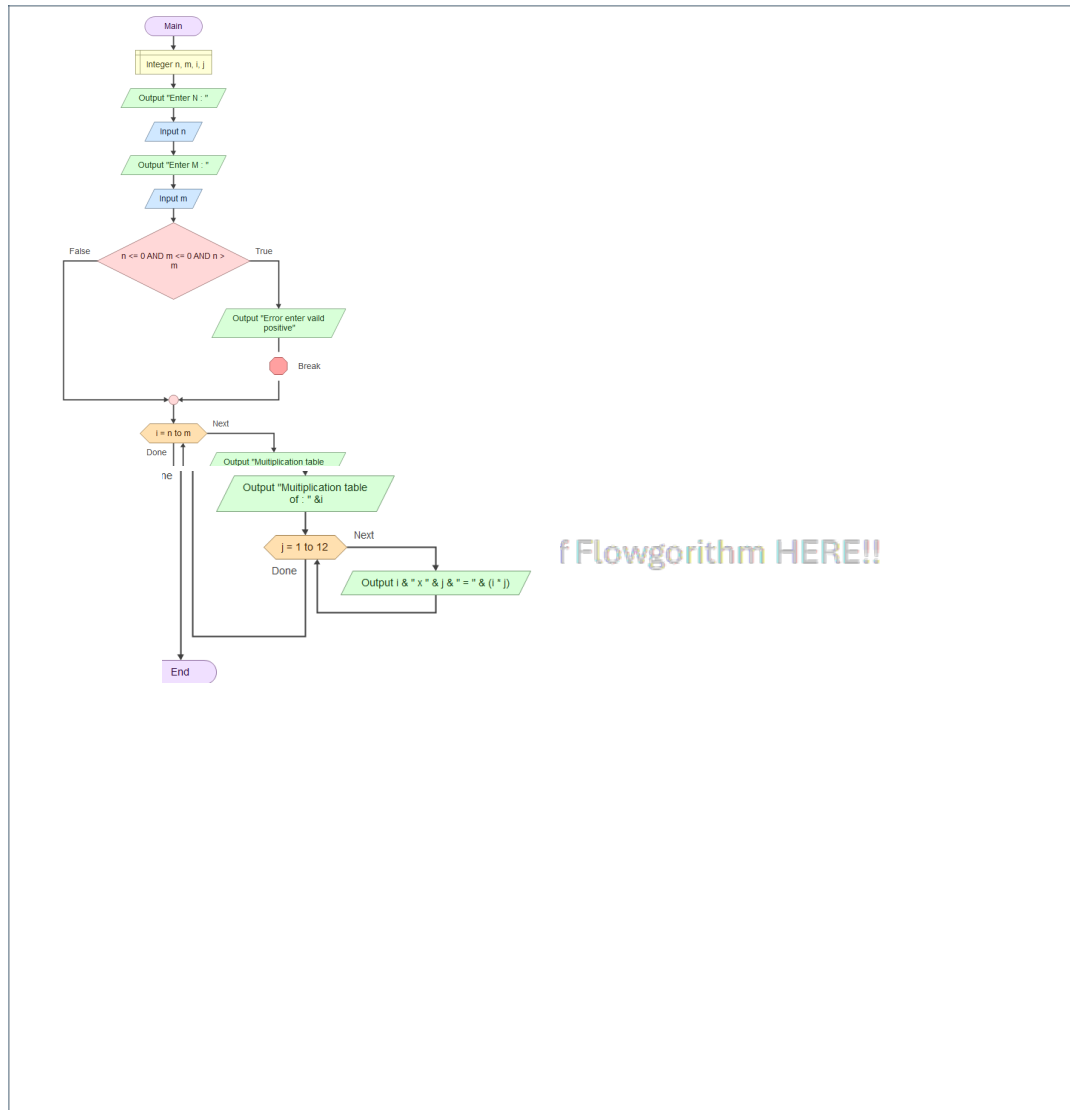 Main
Integer n, m, i, j
Output "Enter N : "
Input n
Output "Enter M : "
Input m
False
n <= 0 AND m <= 0 AND n >
m
True
Output "Error enter vaild
positive"
Break
i = n to m
Next
Done
Output "Muitiplication table
ne
Output "Muitiplication table
of : " &i
j = 1 to 12
Next
Done
Output i & " x " & j & " = " & (i * j)
f Flowgorithm HERE!!
End